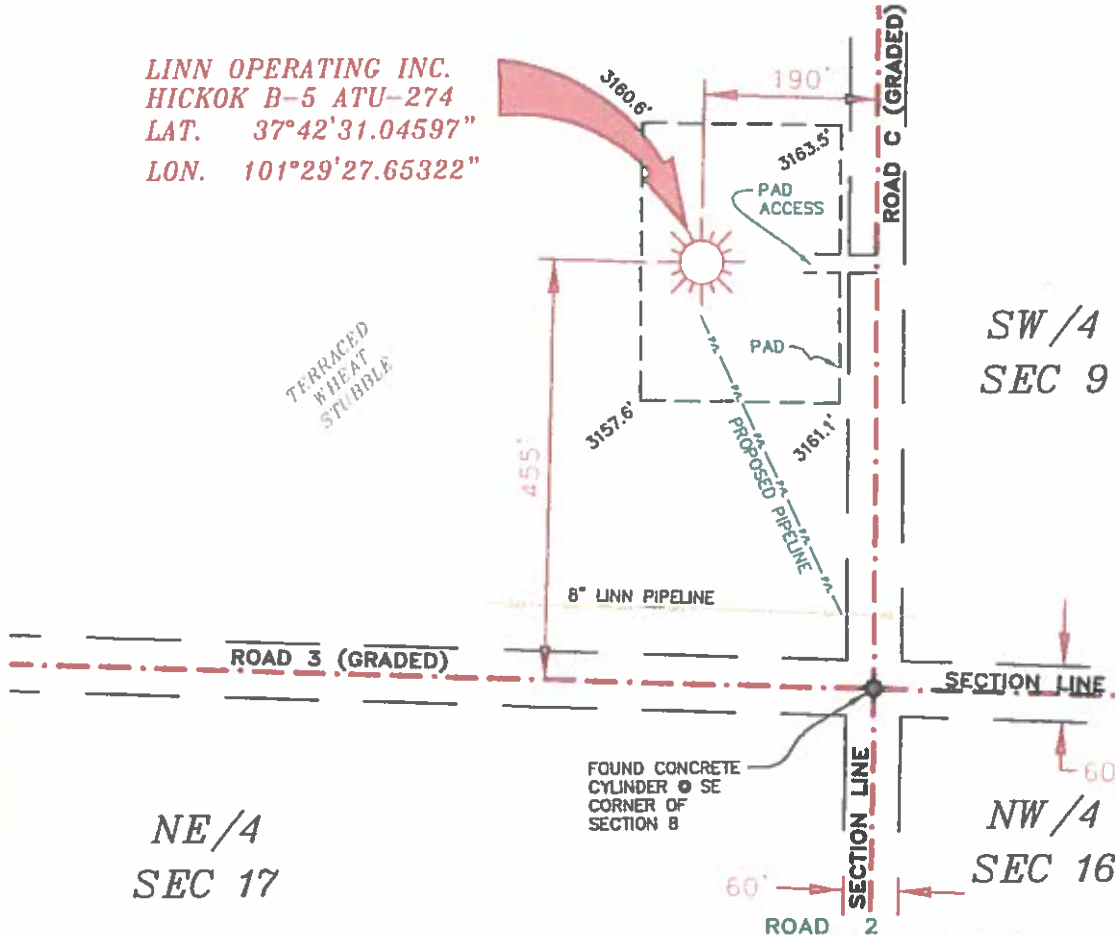 LINN OPERATING INC.
HICKOK B-5 ATU-274
LAT. 37°42'31.04597"
LON. 101°29'27.65322"
3160.6'
190'
3163.5'
ROAD C (GRADED)
PAD
ACCESS
SW/4
SEC 9
TERRACED
WHEAT
STUBBLE
PAD
3157.6'
3161.1'
455'
PROPOSED PIPELINE
8" LINN PIPELINE
ROAD 3 (GRADED)
SECTION LINE
FOUND CONCRETE
CYLINDER @ SE
CORNER OF
SECTION 8
SECTION LINE
60
NE/4
SEC 17
NW/4
SEC 16
60'
ROAD 2